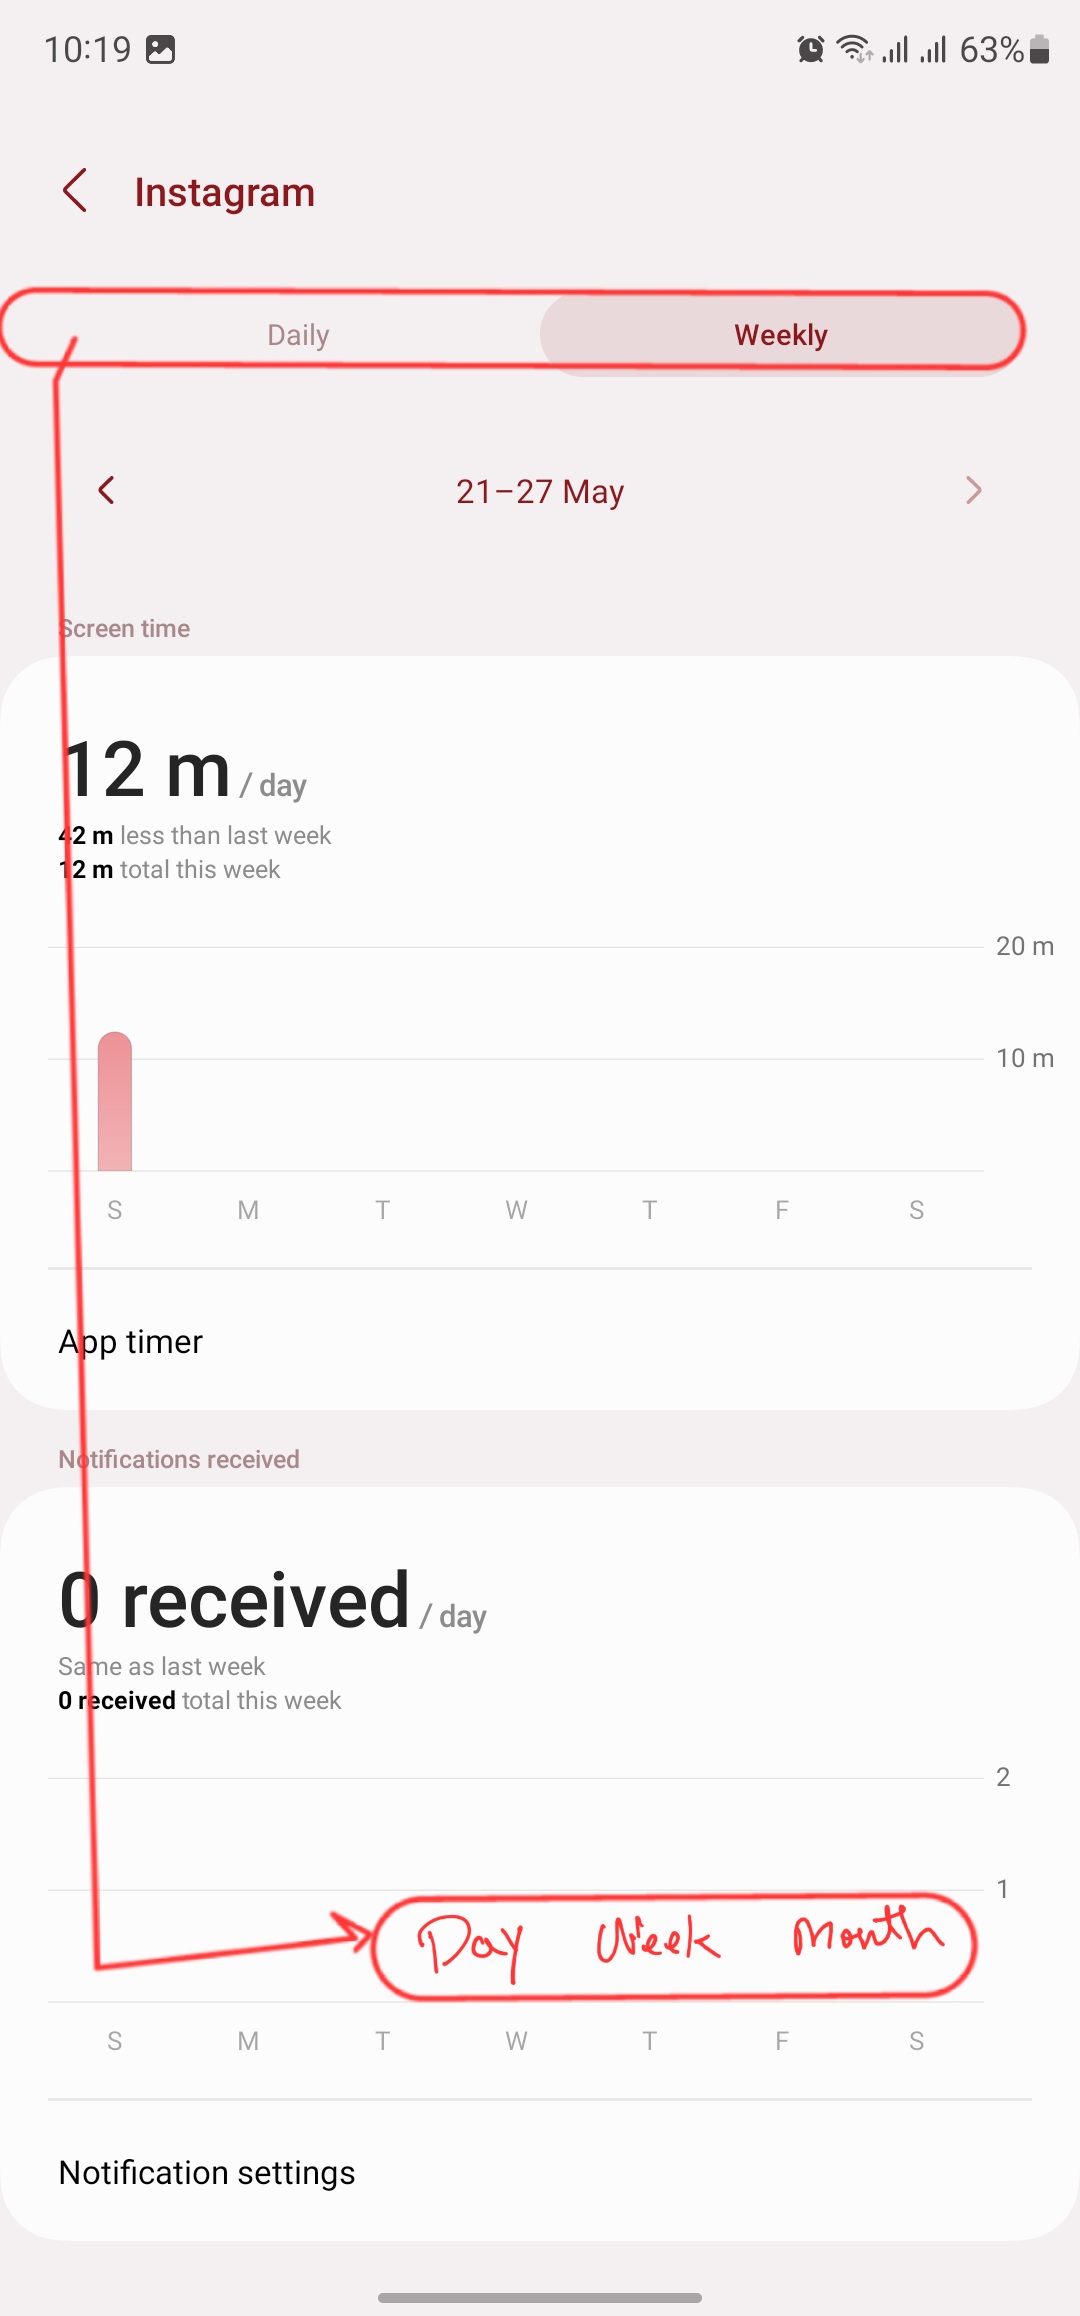 10:19 63%
Instagram
Daily Weekly
21–27 May
Screen time
12 m / day
42 m less than last week
12 m total this week
20 m
10 m
S M T W T F S
App timer
Notifications received
0 received / day
Same as last week
0 received total this week
2
1
Day Week Month
S M T W T F S
Notification settings